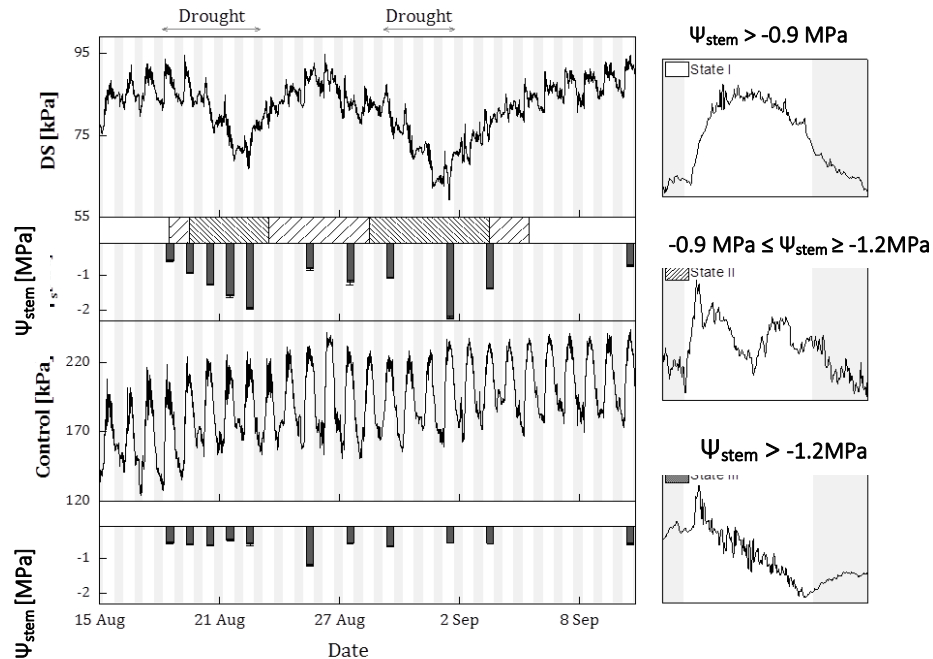 Drought
Drought
95
75
55
DS [kPa]
-1
-2
Ψstem [MPa]
220
170
120
Control [kPa]
-1
-2
Ψstem [MPa]
15 Aug
21 Aug
27 Aug
2 Sep
8 Sep
Date
Ψstem > -0.9 MPa
State I
-0.9 MPa ≤ Ψstem ≥ -1.2MPa
State II
Ψstem > -1.2MPa
State III